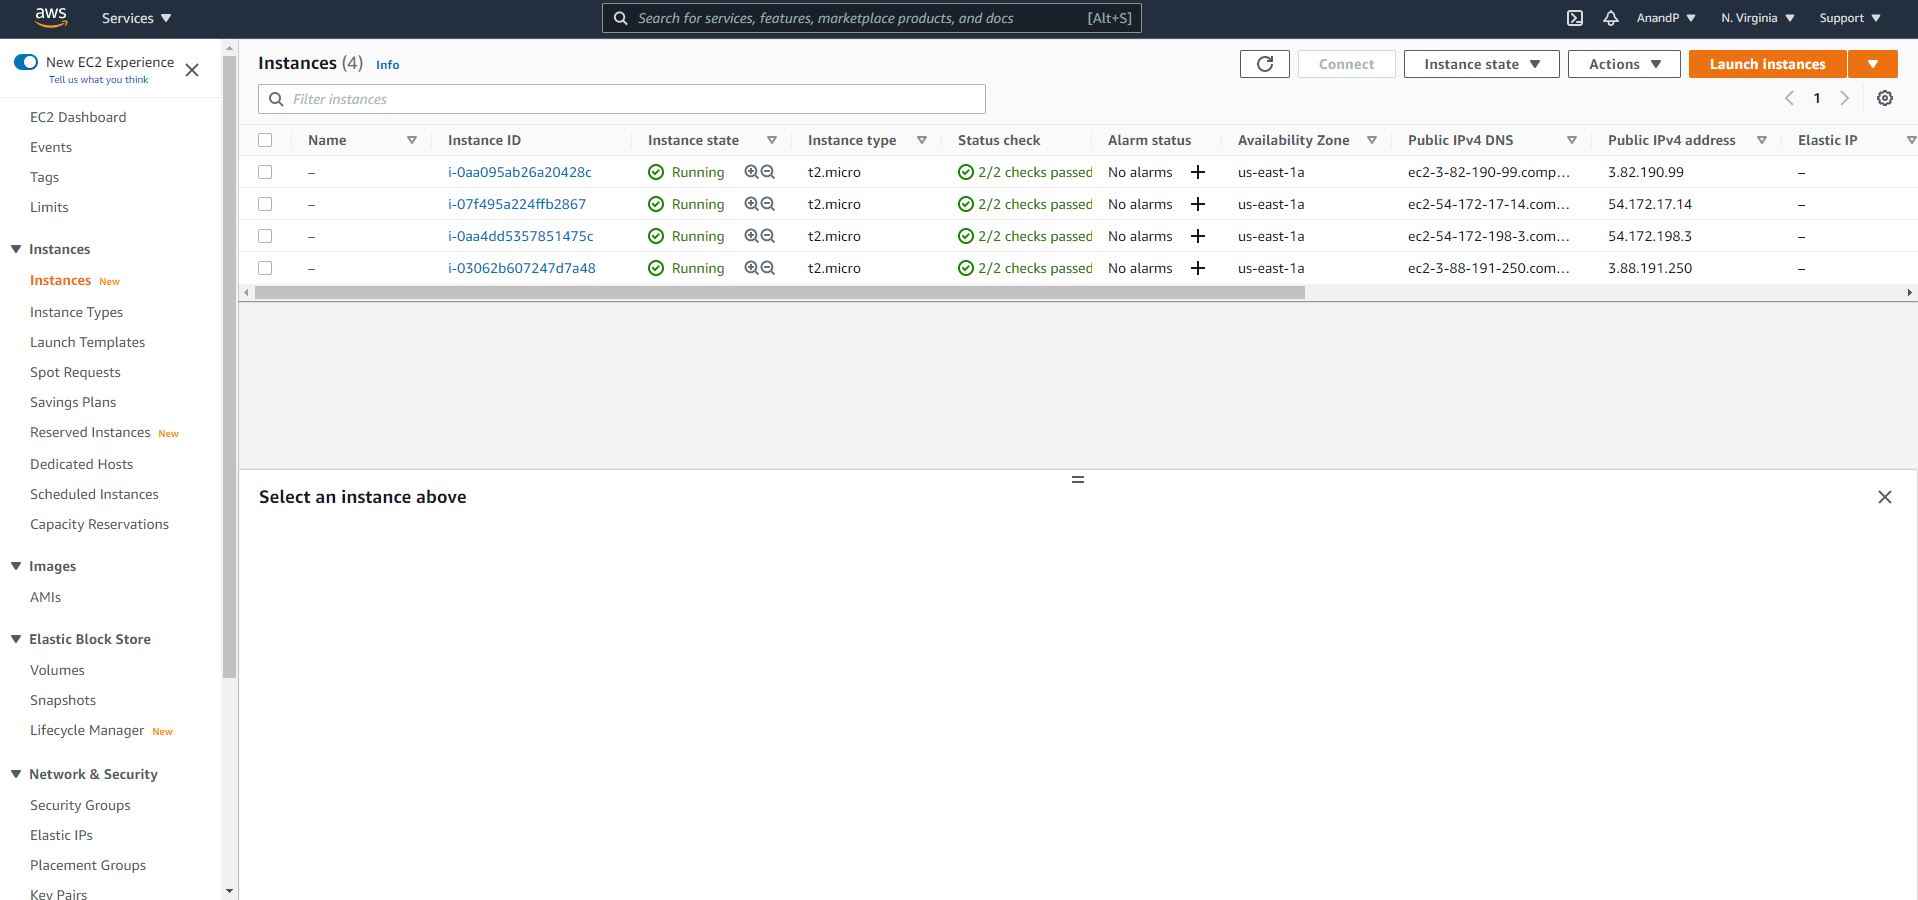 aws Services Search for services, features, marketplace products, and docs [Alt+S] AnandP N. Virginia Support
New EC2 Experience
Tell us what you think
EC2 Dashboard
Events
Tags
Limits
Instances
Instances New
Instance Types
Launch Templates
Spot Requests
Savings Plans
Reserved Instances New
Dedicated Hosts
Scheduled Instances
Capacity Reservations
Images
AMIs
Elastic Block Store
Volumes
Snapshots
Lifecycle Manager New
Network & Security
Security Groups
Elastic IPs
Placement Groups
Key Pairs
Instances (4) Info Connect Instance state Actions Launch instances
Filter instances 1
Name Instance ID Instance state Instance type Status check Alarm status Availability Zone Public IPv4 DNS Public IPv4 address Elastic IP
– i-0aa095ab26a20428c Running t2.micro 2/2 checks passed No alarms + us-east-1a ec2-3-82-190-99.comp... 3.82.190.99 –
– i-07f495a224ffb2867 Running t2.micro 2/2 checks passed No alarms + us-east-1a ec2-54-172-17-14.com... 54.172.17.14 –
– i-0aa4dd5357851475c Running t2.micro 2/2 checks passed No alarms + us-east-1a ec2-54-172-198-3.com... 54.172.198.3 –
– i-03062b607247d7a48 Running t2.micro 2/2 checks passed No alarms + us-east-1a ec2-3-88-191-250.com... 3.88.191.250 –
Select an instance above